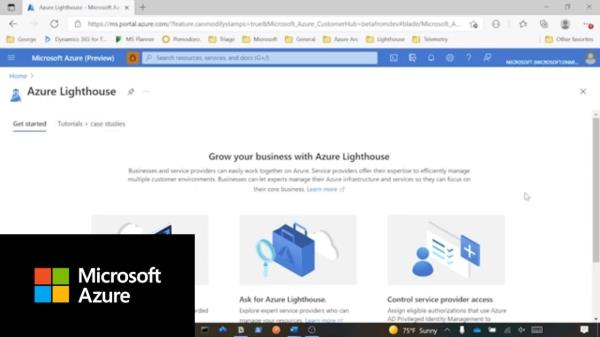 Azure Lighthouse - Microsoft A
https://ms.portal.azure.com/?feature.canmodifystamps=true&Microsoft_Azure_CustomerHub=betafromdev#blade/Microsoft_A...
George
Dynamics 365 for T...
MS Planner
Pomodoro.
Triage
Microsoft
General
Azure Arc
Lighthouse
Telemetry
Other favorites
Microsoft Azure (Preview)
Search resources, services, and docs (G+/)
Home
Azure Lighthouse
Get started
Tutorials + case studies
Grow your business with Azure Lighthouse
Businesses and service providers can easily work together on Azure. Service providers offer their expertise to efficiently manage
multiple customer environments. Businesses can let experts manage their Azure infrastructure and services so they can focus on
their core business. Learn more
Ask for Azure Lighthouse.
Explore expert service providers who can
manage your resources. Learn more
Control service provider access
Assign eligible authorizations that use Azure
AD Privileged Identity Management to
Microsoft
Azure
75°F Sunny